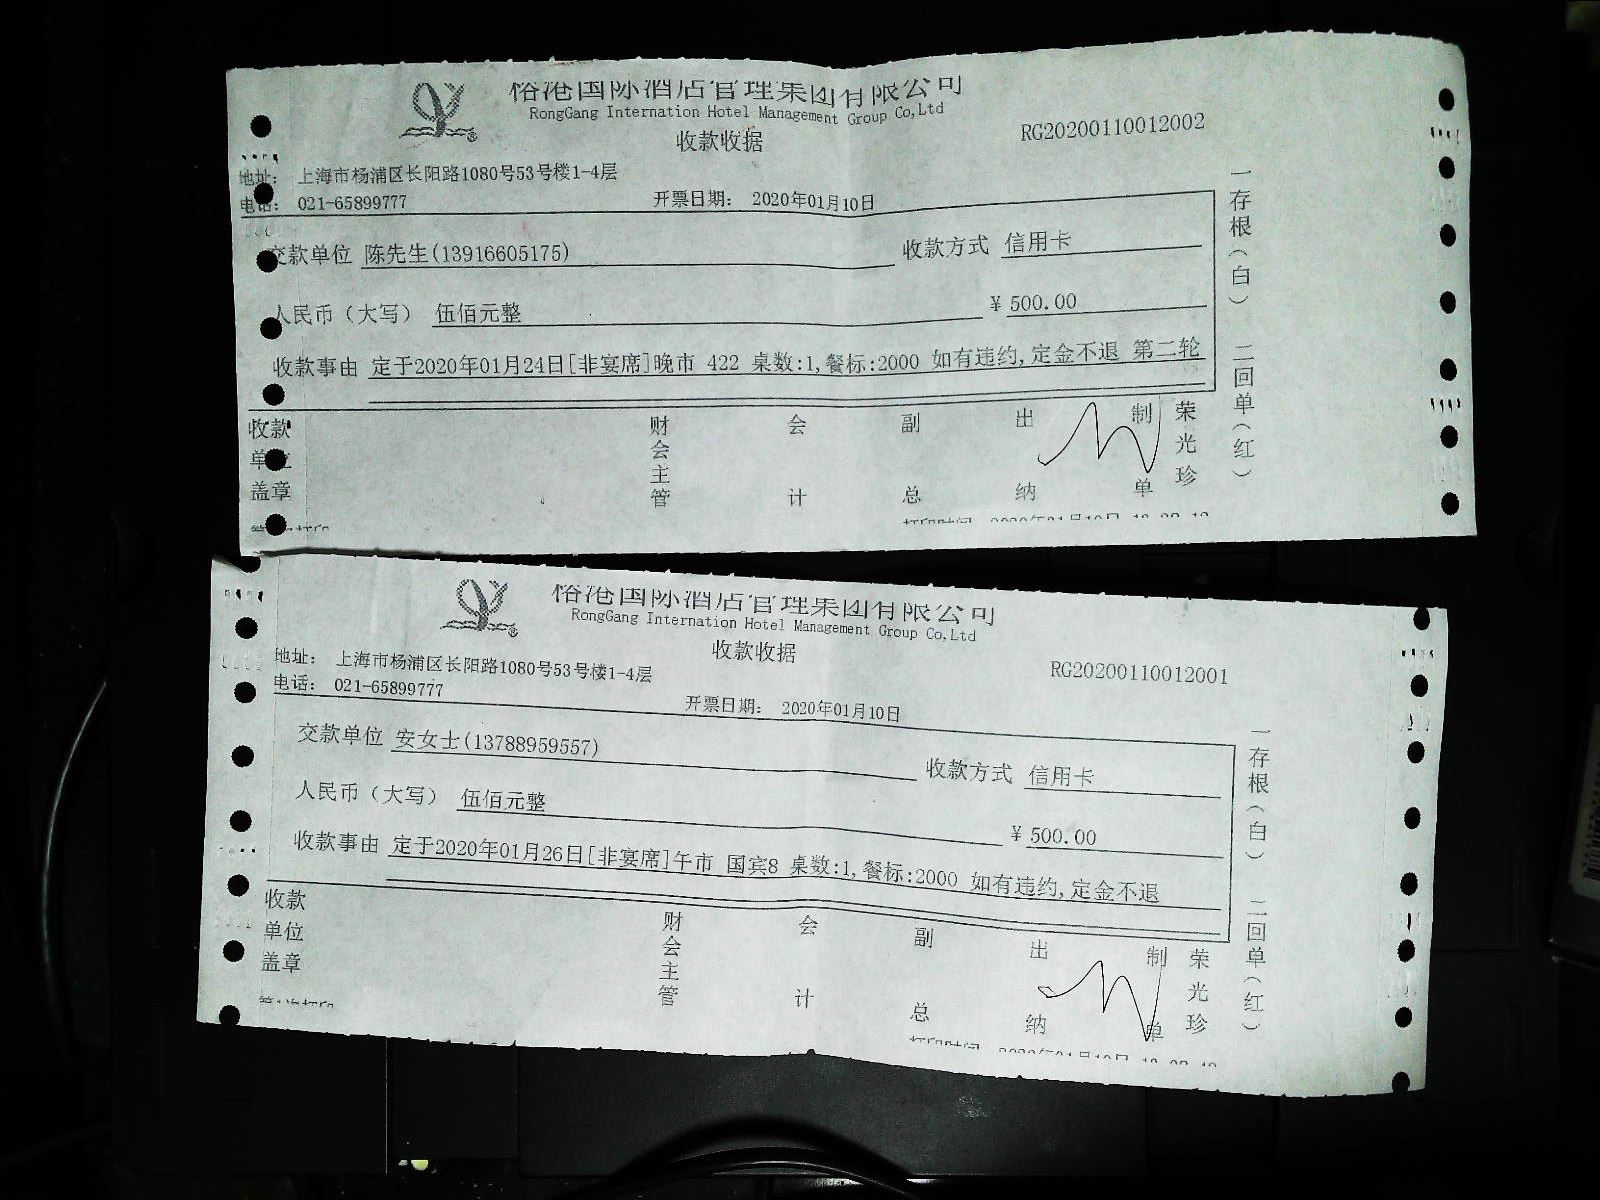 裕港国际酒店管理集团有限公司
RongGang Internation Hotel Management Group Co,Ltd
收款收据
RG20200110012002
地址： 上海市杨浦区长阳路1080号53号楼1-4层
电话： 021-65899777
开票日期： 2020年01月10日
交款单位 陈先生(13916605175) 收款方式 信用卡
人民币（大写） 伍佰元整 ¥500.00
收款事由 定于2020年01月24日[非宴席]晚市 422 桌数:1,餐标:2000 如有违约,定金不退 第二轮
收款单位盖章
财会主管
会计
副总
出纳
制单
荣光珍
一存根（白） 二回单（红）
裕港国际酒店管理集团有限公司
RongGang Internation Hotel Management Group Co,Ltd
收款收据
RG20200110012001
地址： 上海市杨浦区长阳路1080号53号楼1-4层
电话： 021-65899777
开票日期： 2020年01月10日
交款单位 安女士(13788959557) 收款方式 信用卡
人民币（大写） 伍佰元整 ¥500.00
收款事由 定于2020年01月26日[非宴席]午市 国宾8 桌数:1,餐标:2000 如有违约,定金不退
收款单位盖章
财会主管
会计
副总
出纳
制单
荣光珍
一存根（白） 二回单（红）